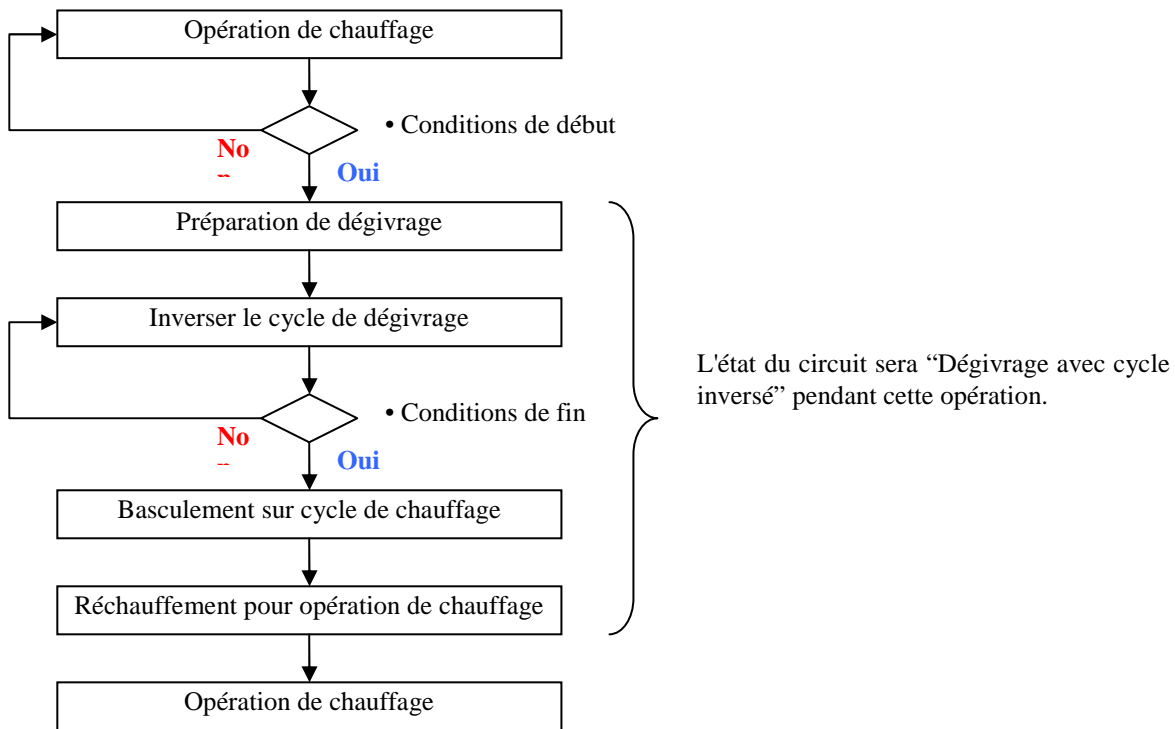 Opération de chauffage
• Conditions de début
No
Oui
Préparation de dégivrage
Inverser le cycle de dégivrage
L'état du circuit sera “Dégivrage avec cycle
inversé” pendant cette opération.
• Conditions de fin
No
Oui
Basculement sur cycle de chauffage
Réchauffement pour opération de chauffage
Opération de chauffage